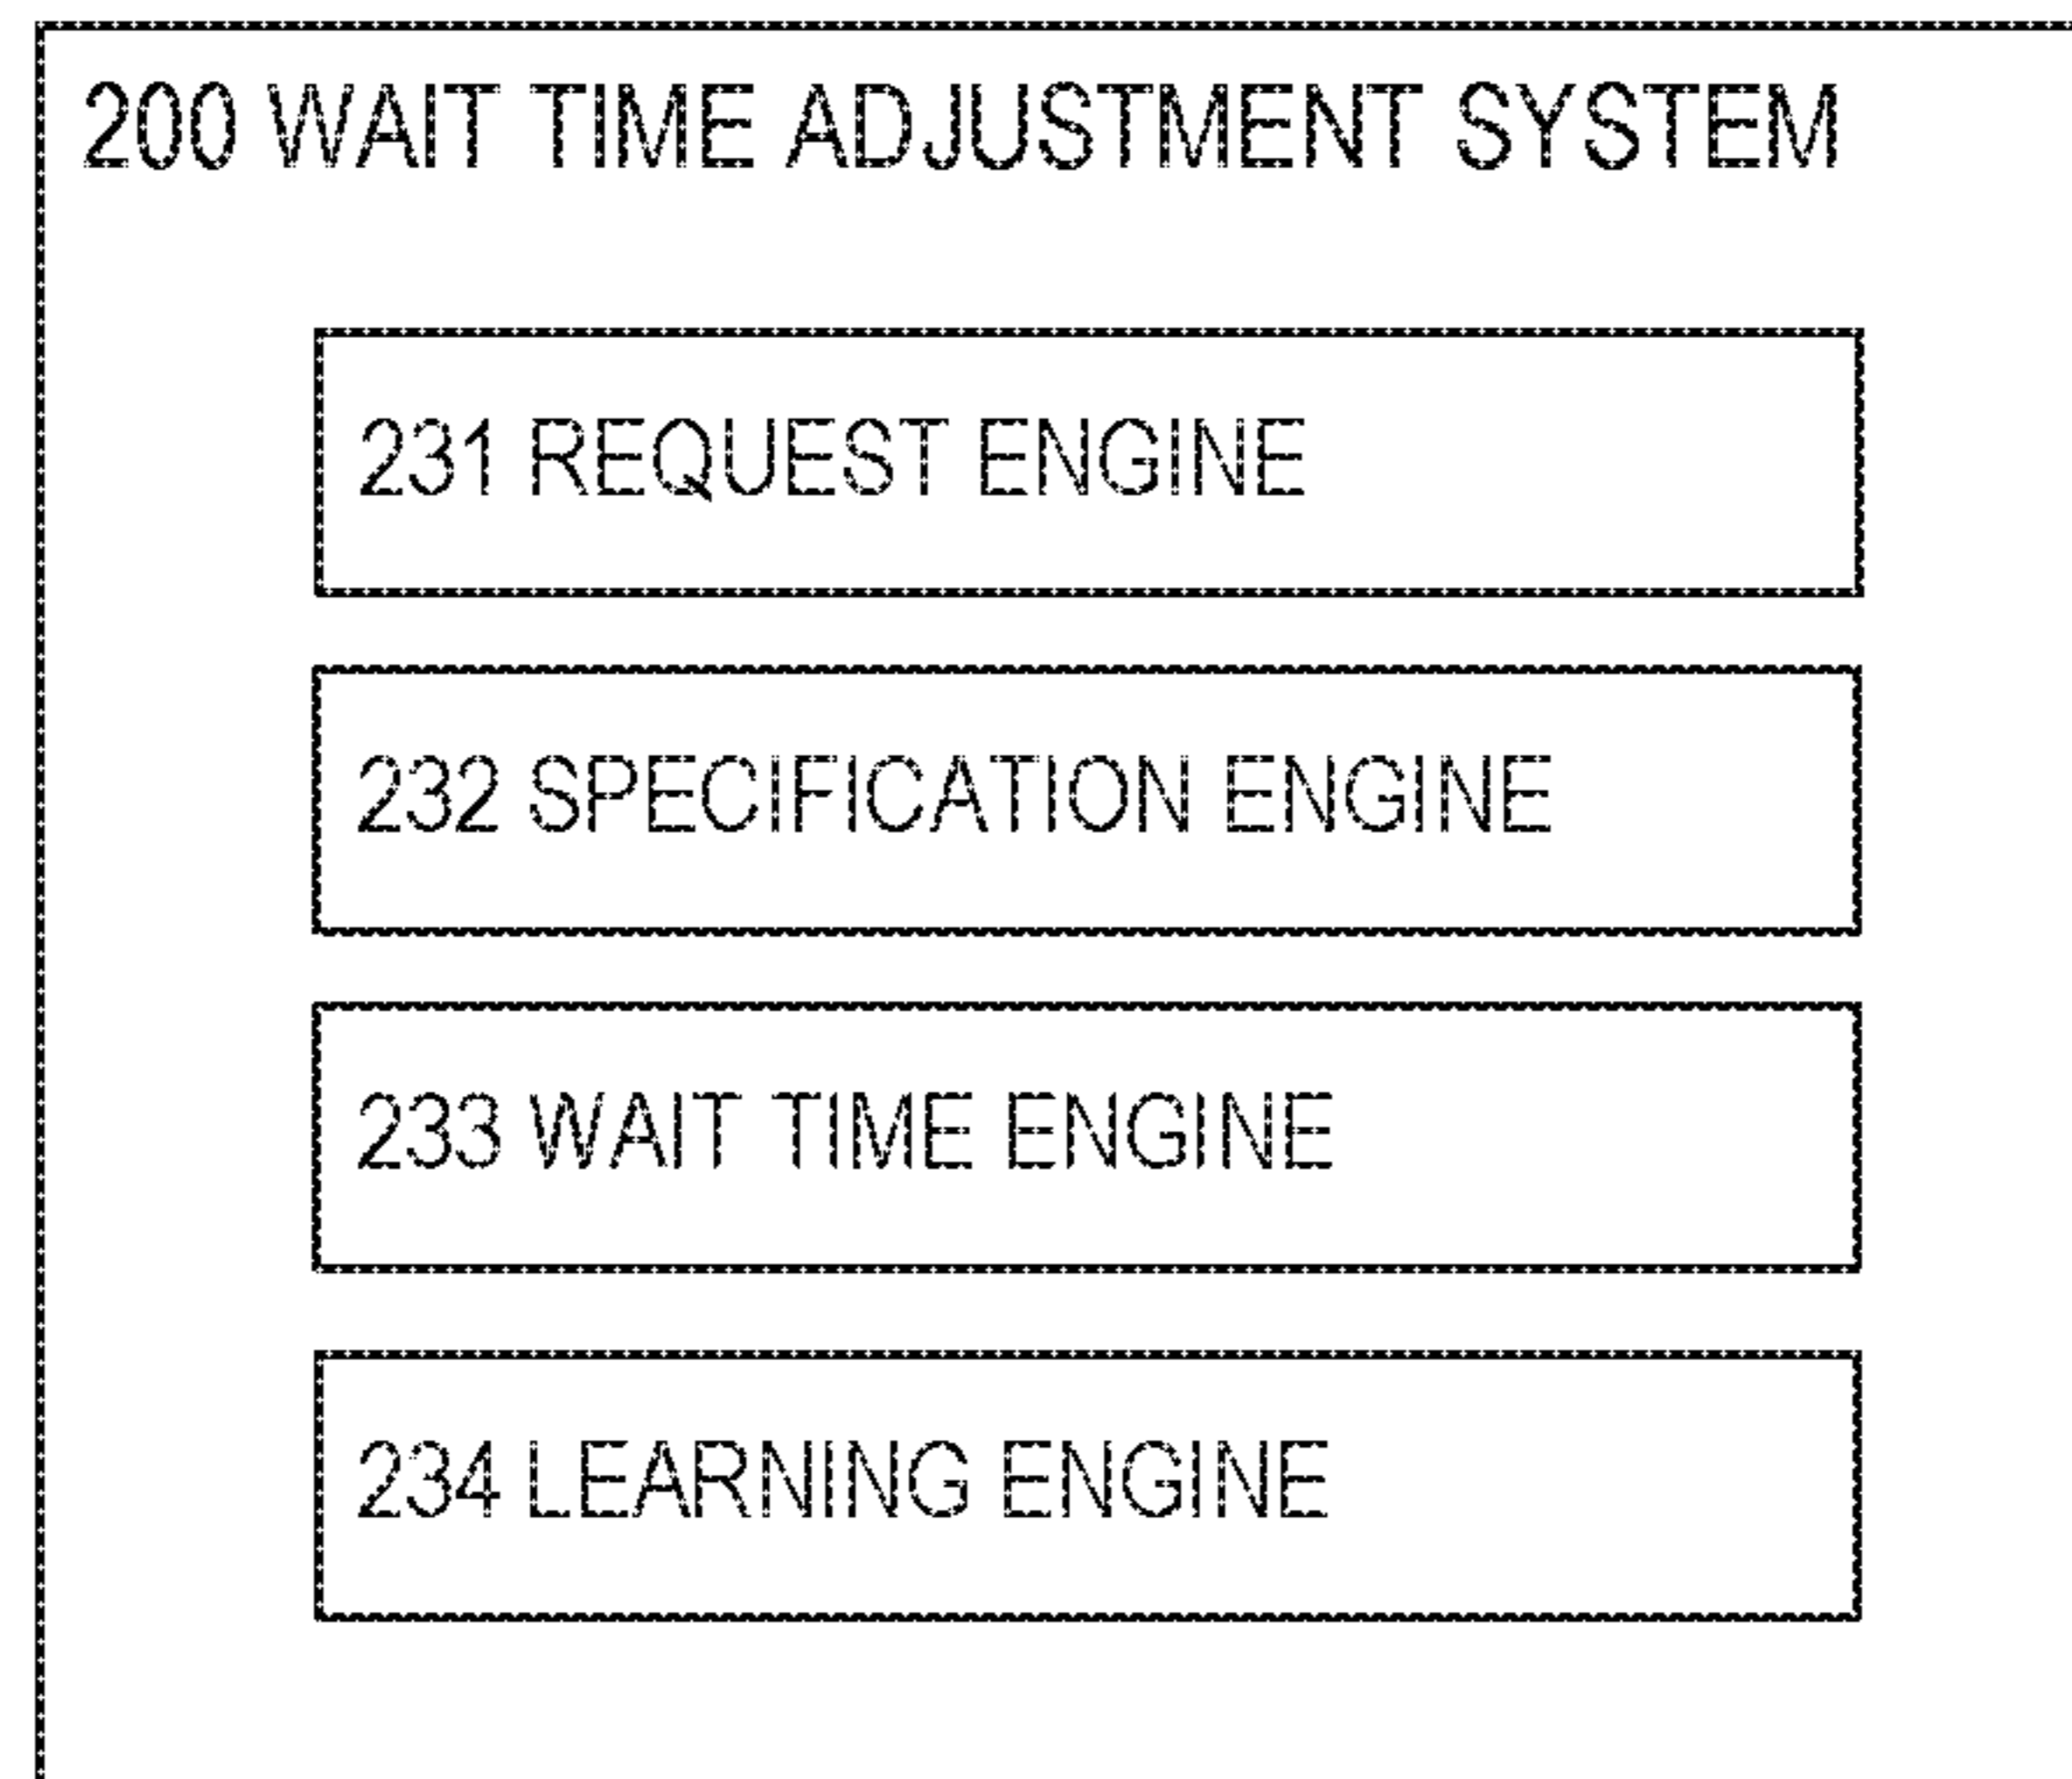 200 WAIT TIME ADJUSTMENT SYSTEM
231 REQUEST ENGINE
232 SPECIFICATION ENGINE
233 WAIT TIME ENGINE
234 LEARNING ENGINE